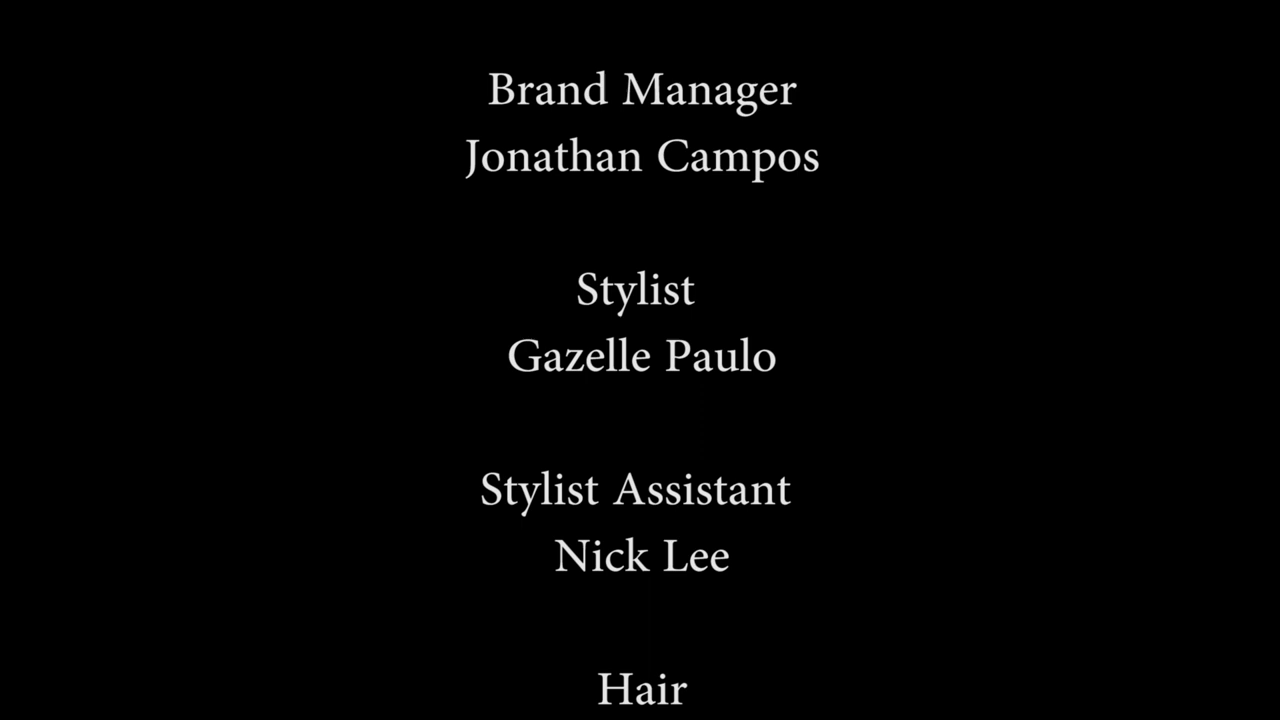 Brand Manager
Jonathan Campos
Stylist
Gazelle Paulo
Stylist Assistant
Nick Lee
Hair